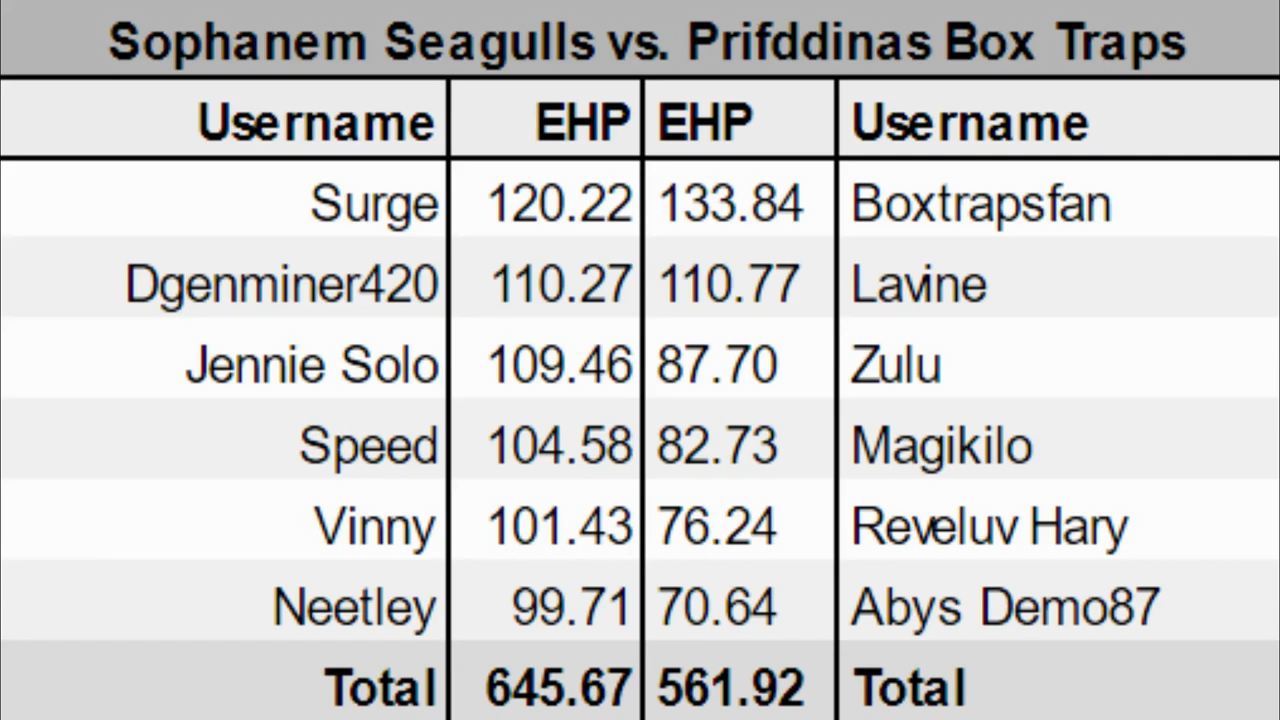 Sophanem Seagulls vs. Prifddinas Box Traps
Username EHP EHP Username
Surge 120.22 133.84 Boxtrapsfan
Dgenminer420 110.27 110.77 Lavine
Jennie Solo 109.46 87.70 Zulu
Speed 104.58 82.73 Magikilo
Vinny 101.43 76.24 Reveluv Hary
Neetley 99.71 70.64 Abys Demo87
Total 645.67 561.92 Total